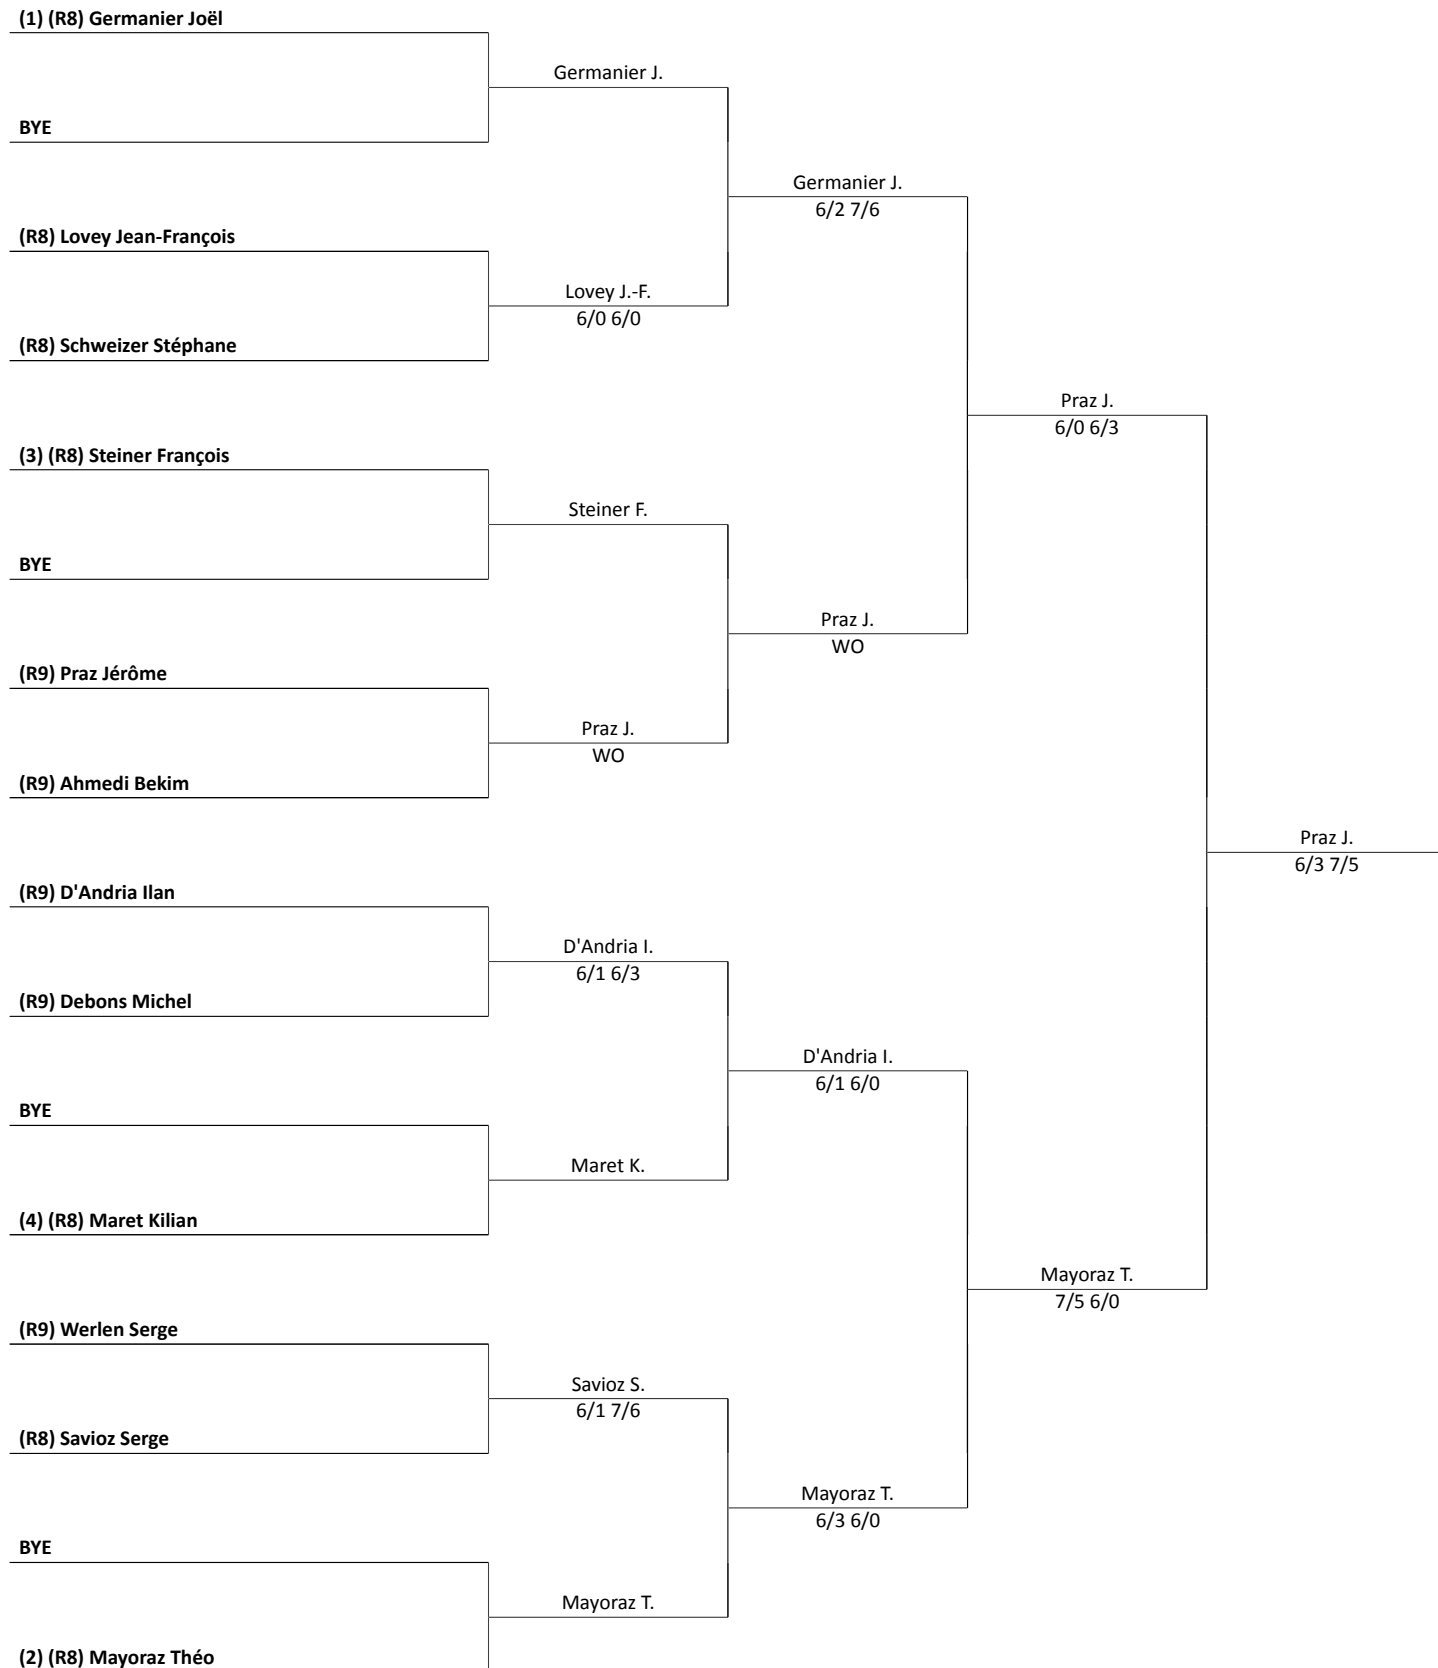 (1) (R8) Germanier Joël
Germanier J.
BYE
Germanier J.
6/2 7/6
(R8) Lovey Jean-François
Lovey J.-F.
6/0 6/0
(R8) Schweizer Stéphane
Praz J.
6/0 6/3
(3) (R8) Steiner François
Steiner F.
BYE
Praz J.
WO
(R9) Praz Jérôme
Praz J.
WO
(R9) Ahmedi Bekim
Praz J.
6/3 7/5
(R9) D'Andria Ilan
D'Andria I.
6/1 6/3
(R9) Debons Michel
D'Andria I.
6/1 6/0
BYE
Maret K.
(4) (R8) Maret Kilian
Mayoraz T.
7/5 6/0
(R9) Werlen Serge
Savioz S.
6/1 7/6
(R8) Savioz Serge
Mayoraz T.
6/3 6/0
BYE
Mayoraz T.
(2) (R8) Mayoraz Théo